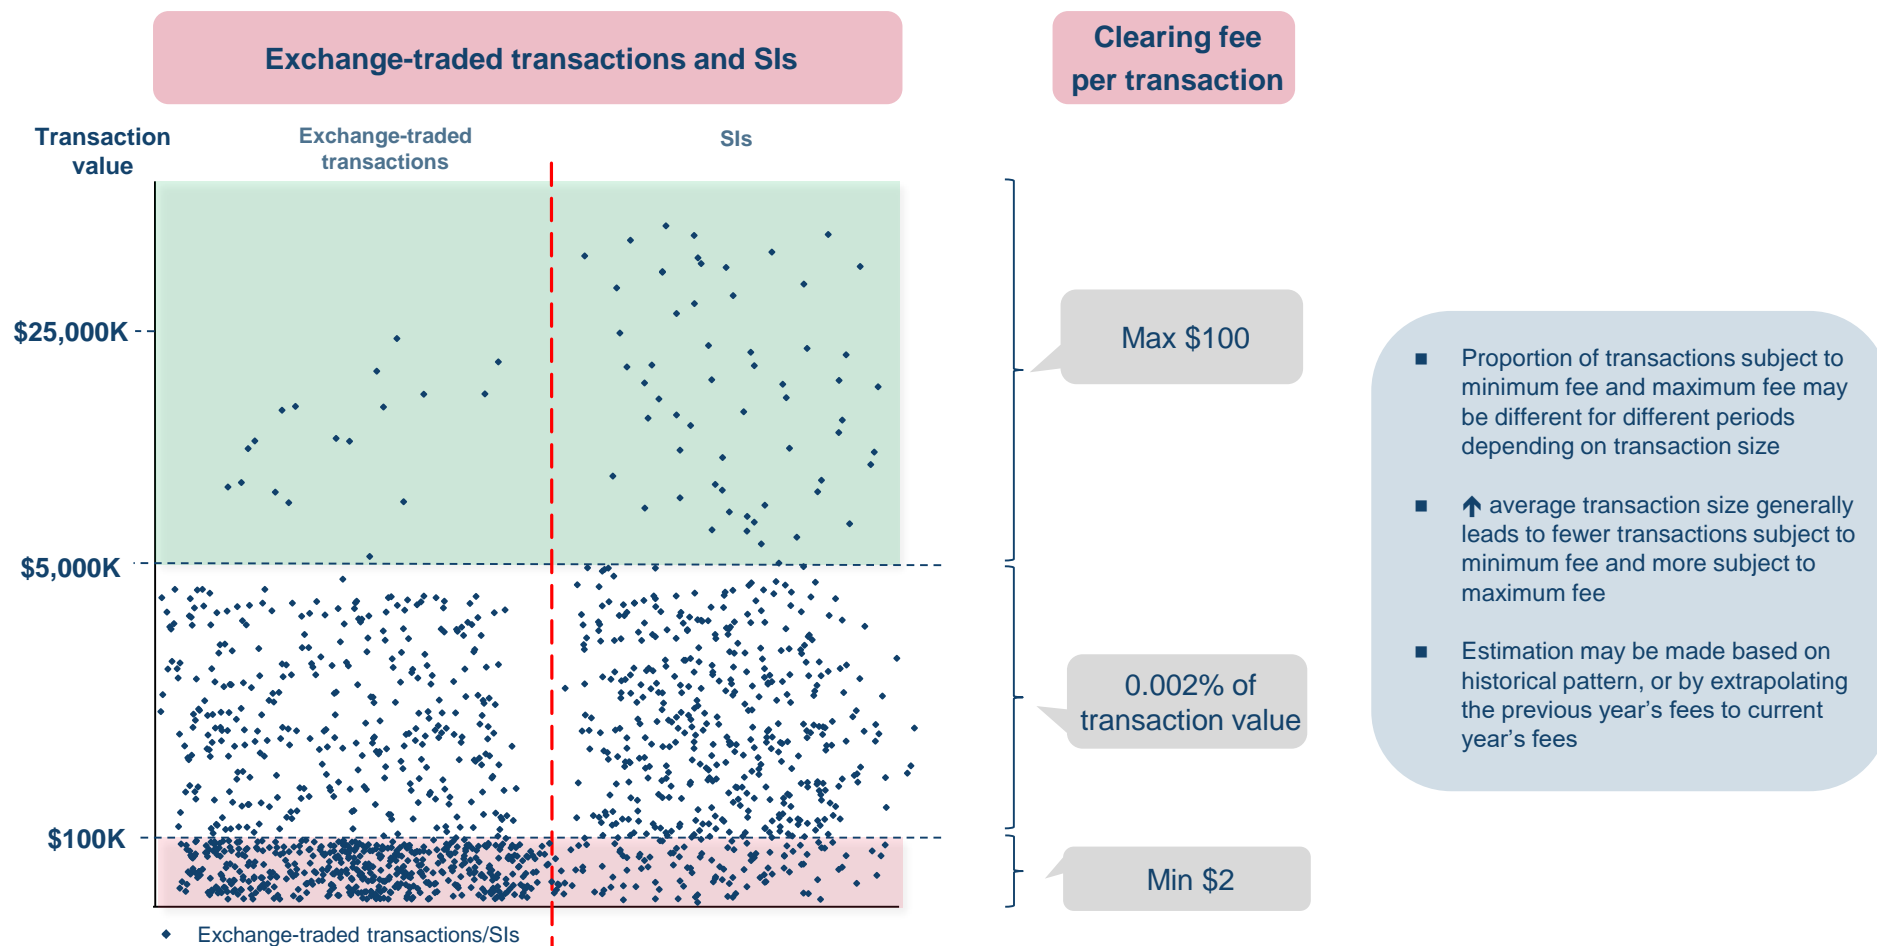 Exchange-traded transactions and SIs
Clearing fee
per transaction
Transaction
value
Exchange-traded
transactions
SIs
$25,000K
$5,000K
$100K
Max $100
0.002% of
transaction value
Min $2
■ Proportion of transactions subject to
minimum fee and maximum fee may
be different for different periods
depending on transaction size
■ ↑ average transaction size generally
leads to fewer transactions subject to
minimum fee and more subject to
maximum fee
■ Estimation may be made based on
historical pattern, or by extrapolating
the previous year's fees to current
year's fees
Exchange-traded transactions/SIs